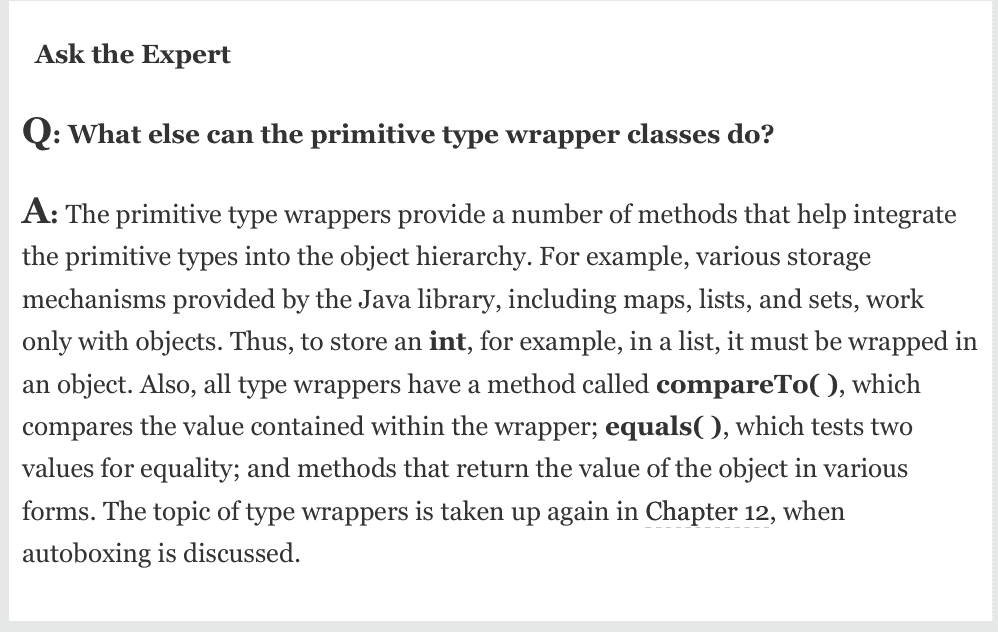 Ask the Expert
Q: What else can the primitive type wrapper classes do?
A: The primitive type wrappers provide a number of methods that help integrate
the primitive types into the object hierarchy. For example, various storage
mechanisms provided by the Java library, including maps, lists, and sets, work
only with objects. Thus, to store an int, for example, in a list, it must be wrapped in
an object. Also, all type wrappers have a method called compareTo( ), which
compares the value contained within the wrapper; equals( ), which tests two
values for equality; and methods that return the value of the object in various
forms. The topic of type wrappers is taken up again in Chapter 12, when
autoboxing is discussed.